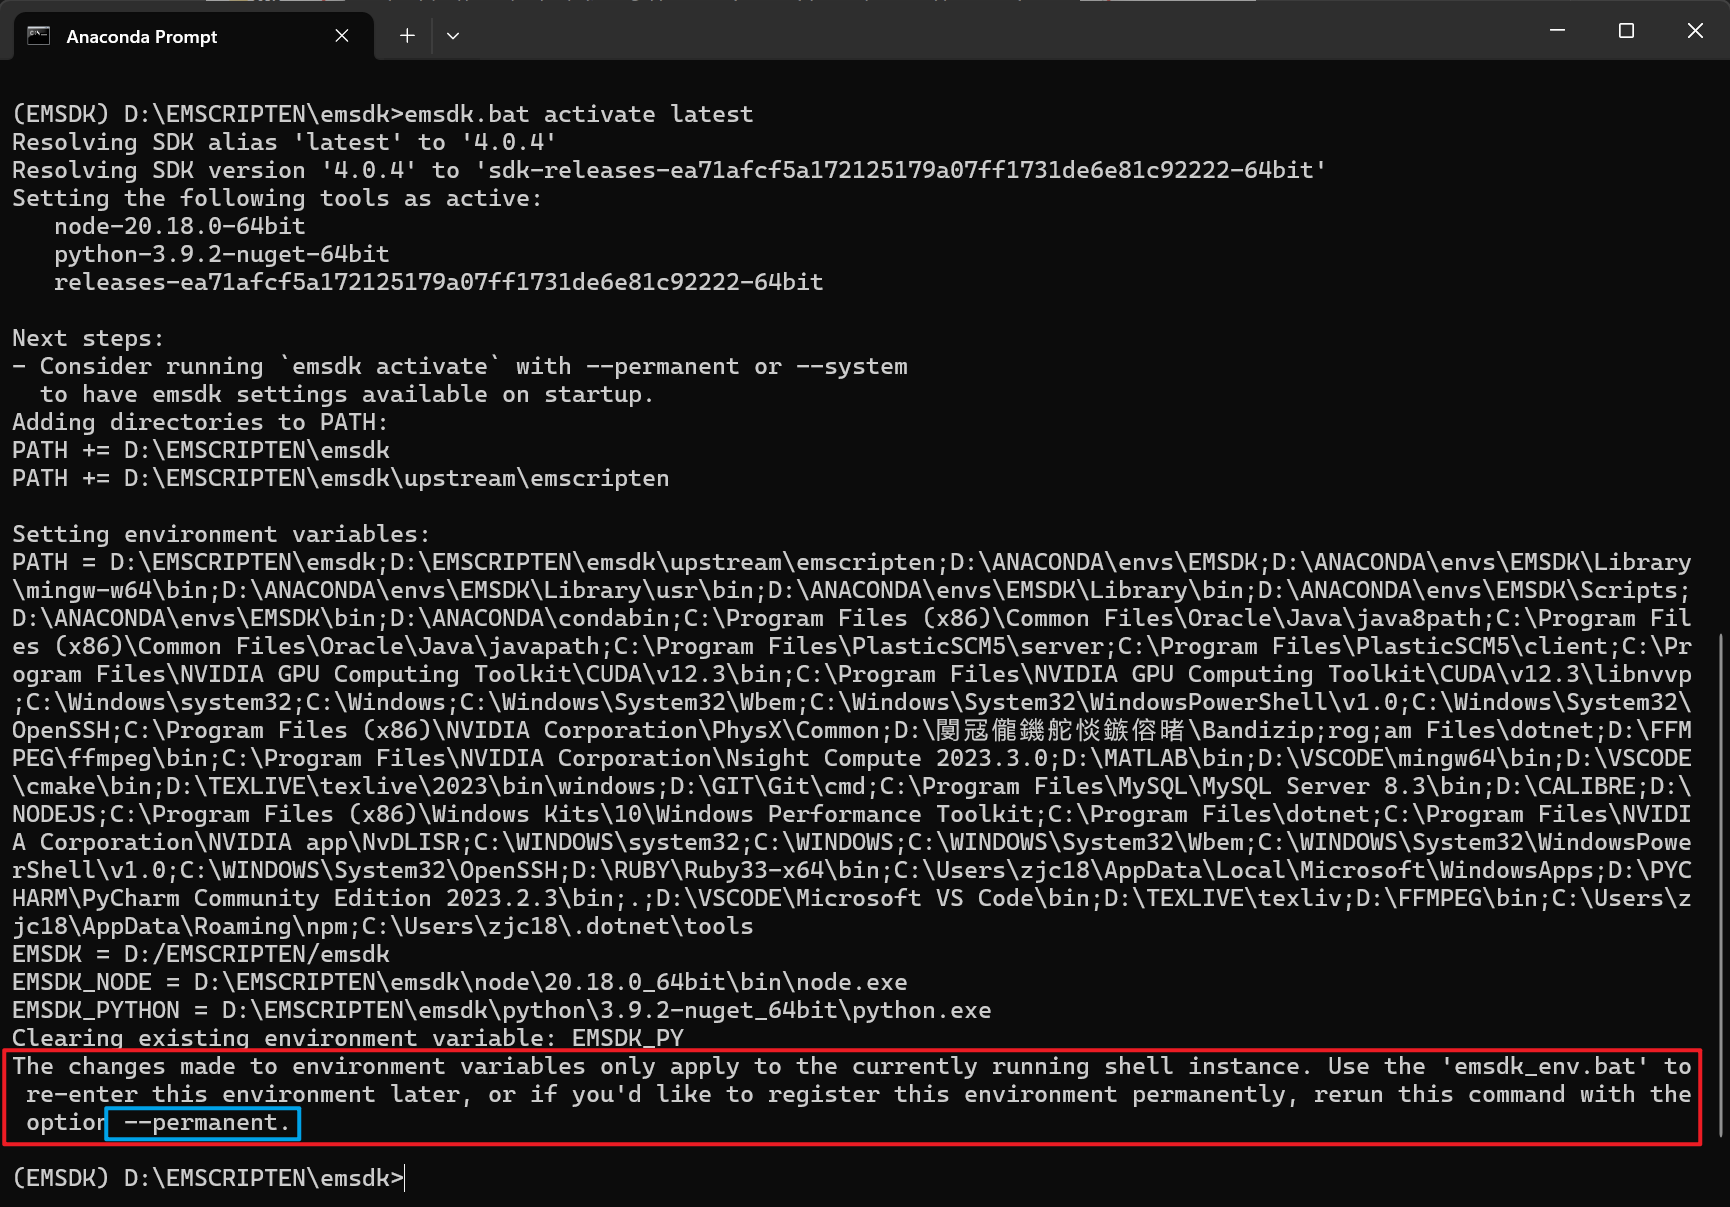 Anaconda Prompt
(EMSDK) D:\EMSCRIPTEN\emsdk>emsdk.bat activate latest
Resolving SDK alias 'latest' to '4.0.4'
Resolving SDK version '4.0.4' to 'sdk-releases-ea71afcf5a172125179a07ff1731de6e81c92222-64bit'
Setting the following tools as active:
   node-20.18.0-64bit
   python-3.9.2-nuget-64bit
   releases-ea71afcf5a172125179a07ff1731de6e81c92222-64bit
Next steps:
- Consider running `emsdk activate` with --permanent or --system
  to have emsdk settings available on startup.
Adding directories to PATH:
PATH += D:\EMSCRIPTEN\emsdk
PATH += D:\EMSCRIPTEN\emsdk\upstream\emscripten
Setting environment variables:
PATH = D:\EMSCRIPTEN\emsdk;D:\EMSCRIPTEN\emsdk\upstream\emscripten;D:\ANACONDA\envs\EMSDK;D:\ANACONDA\envs\EMSDK\Library
\mingw-w64\bin;D:\ANACONDA\envs\EMSDK\Library\usr\bin;D:\ANACONDA\envs\EMSDK\Library\bin;D:\ANACONDA\envs\EMSDK\Scripts;
D:\ANACONDA\envs\EMSDK\bin;D:\ANACONDA\condabin;C:\Program Files (x86)\Common Files\Oracle\Java\java8path;C:\Program Fil
es (x86)\Common Files\Oracle\Java\javapath;C:\Program Files\PlasticSCM5\server;C:\Program Files\PlasticSCM5\client;C:\Pr
ogram Files\NVIDIA GPU Computing Toolkit\CUDA\v12.3\bin;C:\Program Files\NVIDIA GPU Computing Toolkit\CUDA\v12.3\libnvvp
;C:\Windows\system32;C:\Windows;C:\Windows\System32\Wbem;C:\Windows\System32\WindowsPowerShell\v1.0;C:\Windows\System32\
OpenSSH;C:\Program Files (x86)\NVIDIA Corporation\PhysX\Common;D:\\Bandizip;rog;am Files\dotnet;D:\FFM
PEG\ffmpeg\bin;C:\Program Files\NVIDIA Corporation\Nsight Compute 2023.3.0;D:\MATLAB\bin;D:\VSCODE\mingw64\bin;D:\VSCODE
\cmake\bin;D:\TEXLIVE\texlive\2023\bin\windows;D:\GIT\Git\cmd;C:\Program Files\MySQL\MySQL Server 8.3\bin;D:\CALIBRE;D:\
NODEJS;C:\Program Files (x86)\Windows Kits\10\Windows Performance Toolkit;C:\Program Files\dotnet;C:\Program Files\NVIDI
A Corporation\NVIDIA app\NvDLISR;C:\WINDOWS\system32;C:\WINDOWS;C:\WINDOWS\System32\Wbem;C:\WINDOWS\System32\WindowsPowe
rShell\v1.0;C:\WINDOWS\System32\OpenSSH;D:\RUBY\Ruby33-x64\bin;C:\Users\zjc18\AppData\Local\Microsoft\WindowsApps;D:\PYC
HARM\PyCharm Community Edition 2023.2.3\bin;.;D:\VSCODE\Microsoft VS Code\bin;D:\TEXLIVE\texliv;D:\FFMPEG\bin;C:\Users\z
jc18\AppData\Roaming\npm;C:\Users\zjc18\.dotnet\tools
EMSDK = D:/EMSCRIPTEN/emsdk
EMSDK_NODE = D:\EMSCRIPTEN\emsdk\node\20.18.0_64bit\bin\node.exe
EMSDK_PYTHON = D:\EMSCRIPTEN\emsdk\python\3.9.2-nuget_64bit\python.exe
Clearing existing environment variable: EMSDK_PY
The changes made to environment variables only apply to the currently running shell instance. Use the 'emsdk_env.bat' to
 re-enter this environment later, or if you'd like to register this environment permanently, rerun this command with the
 option --permanent.
(EMSDK) D:\EMSCRIPTEN\emsdk>